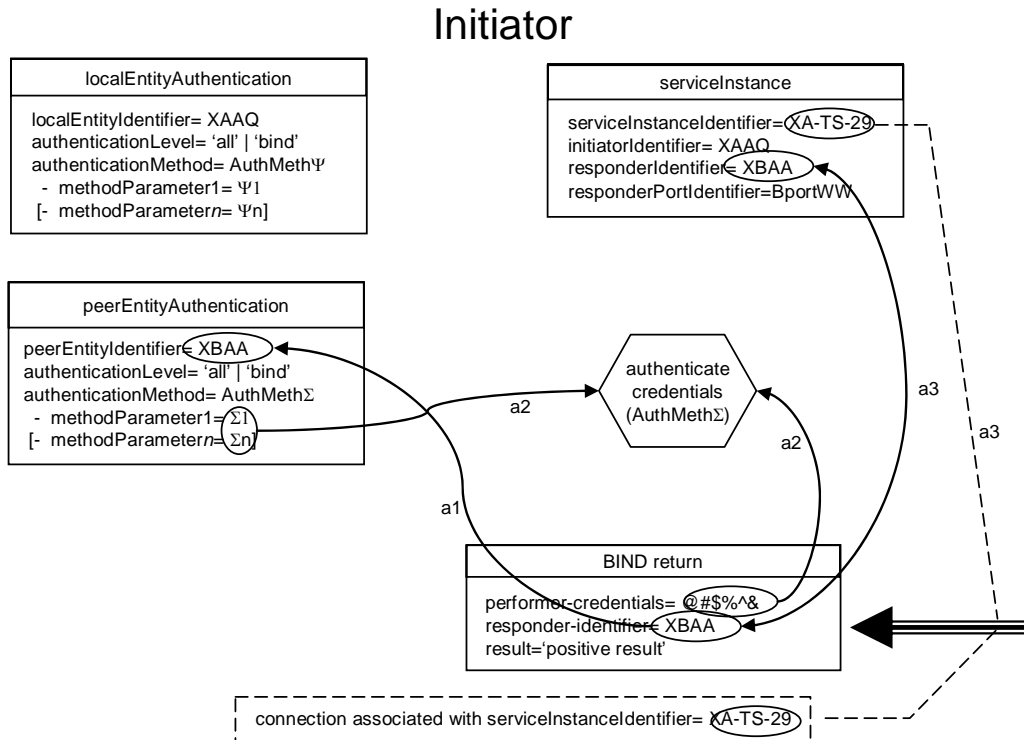 Initiator
localEntityAuthentication
localEntityIdentifier= XAAQ
authenticationLevel= ‘all’ | ‘bind’
authenticationMethod= AuthMethΨ
- methodParameter1= Ψ1
[- methodParametern= Ψn]
serviceInstance
serviceInstanceIdentifier= XA-TS-29
initiatorIdentifier= XAAQ
responderIdentifier= XBAA
responderPortIdentifier=BportWW
peerEntityAuthentication
peerEntityIdentifier= XBAA
authenticationLevel= ‘all’ | ‘bind’
authenticationMethod= AuthMethΣ
- methodParameter1= Σ1
[- methodParametern= Σn]
authenticate
credentials
(AuthMethΣ)
a2
a3
a3
a2
a1
BIND return
performer-credentials= @#$%^&
responder-identifier= XBAA
result=‘positive result’
connection associated with serviceInstanceIdentifier= XA-TS-29